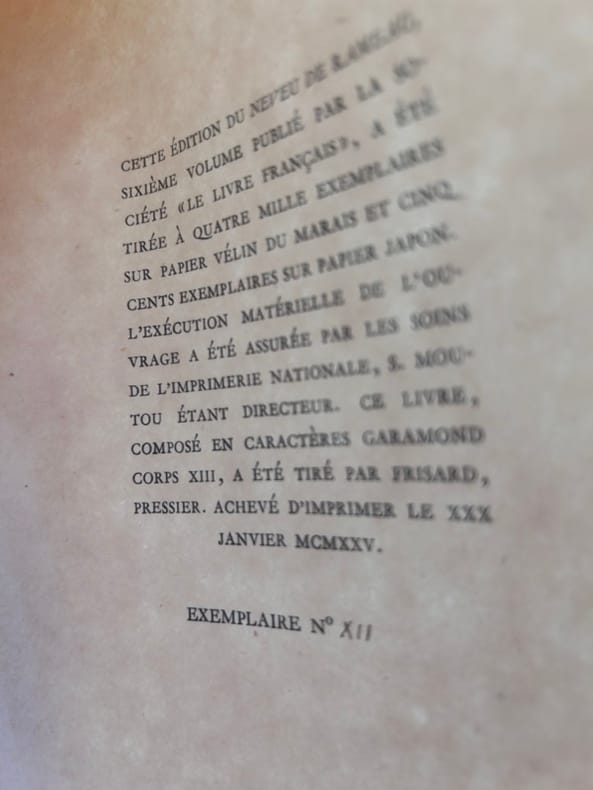 CETTE ÉDITION DU NEVEU DE RAMEAU,
SIXIÈME VOLUME PUBLIÉ PAR LA SO-
CIÉTÉ «LE LIVRE FRANÇAIS», A ÉTÉ
TIRÉE À QUATRE MILLE EXEMPLAIRES
SUR PAPIER VÉLIN DU MARAIS ET CINQ
CENTS EXEMPLAIRES SUR PAPIER JAPON.
L'EXÉCUTION MATÉRIELLE DE L'OU-
VRAGE A ÉTÉ ASSURÉE PAR LES SOINS
DE L'IMPRIMERIE NATIONALE, S. MOU-
TOU ÉTANT DIRECTEUR. CE LIVRE,
COMPOSÉ EN CARACTÈRES GARAMOND
CORPS XIII, A ÉTÉ TIRÉ PAR FRISARD,
PRESSIER. ACHEVÉ D'IMPRIMER LE XXX
JANVIER MCMXXV.
EXEMPLAIRE Nº XII